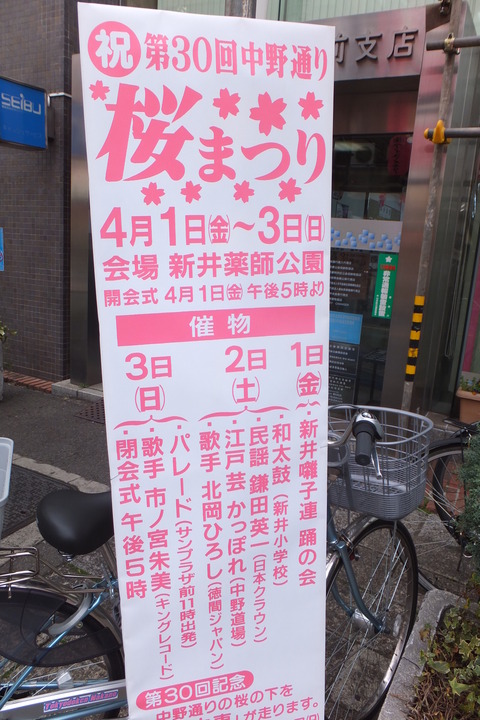 祝 第30回中野通り
桜まつり
4月1日(金)～3日(日)
会場 新井薬師公園
開会式 4月1日(金)午後5時より
催物
1日(金)
新井囃子連 踊の会
2日(土)
和太鼓(新井小学校)
民謡 鎌田英一(日本クラウン)
江戸芸 かっぽれ(中野道場)
歌手 北岡ひろし(徳間ジャパン)
3日(日)
パレード(サンプラザ前11時出発)
歌手 市ノ宮朱美(キングレコード)
閉会式 午後5時
第30回記念
中野通りの桜の下を
が走ります。
SEIBU
前支店